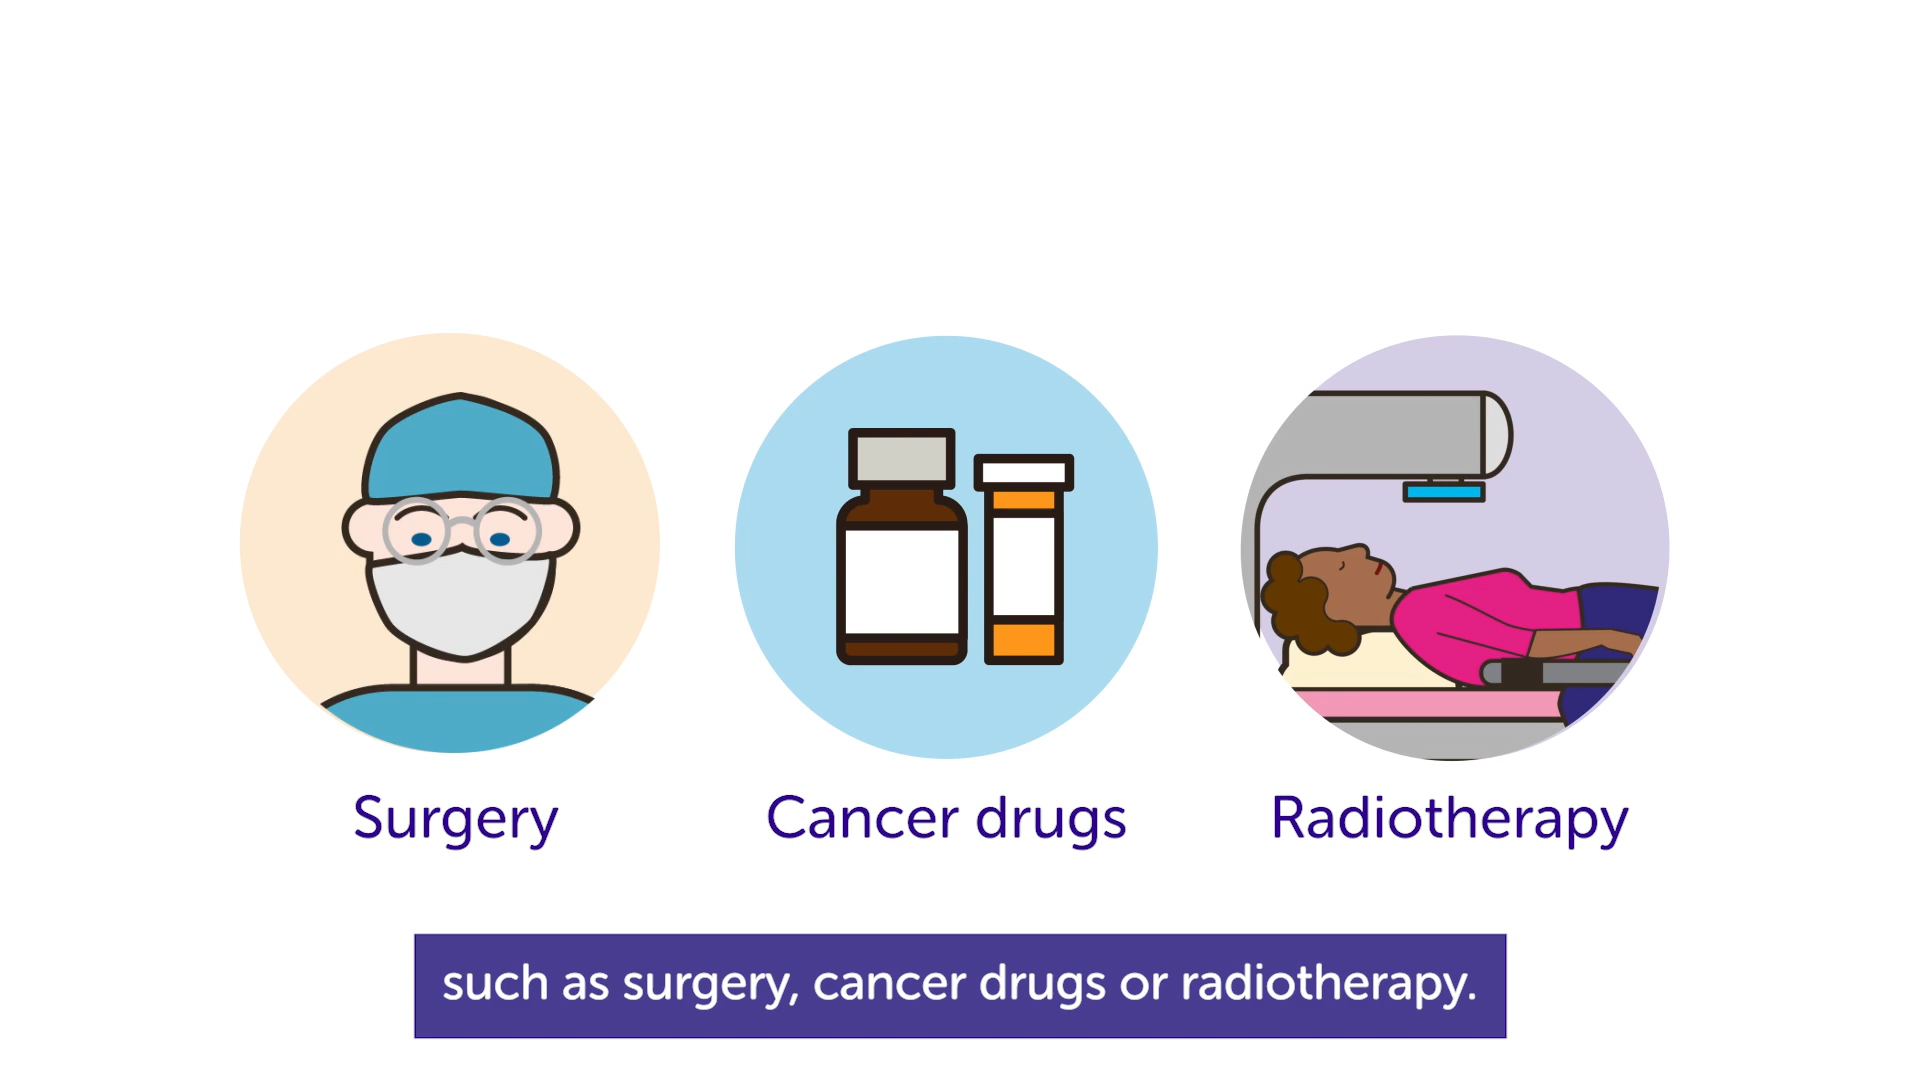 Surgery
Cancer drugs
Radiotherapy
such as surgery, cancer drugs or radiotherapy.